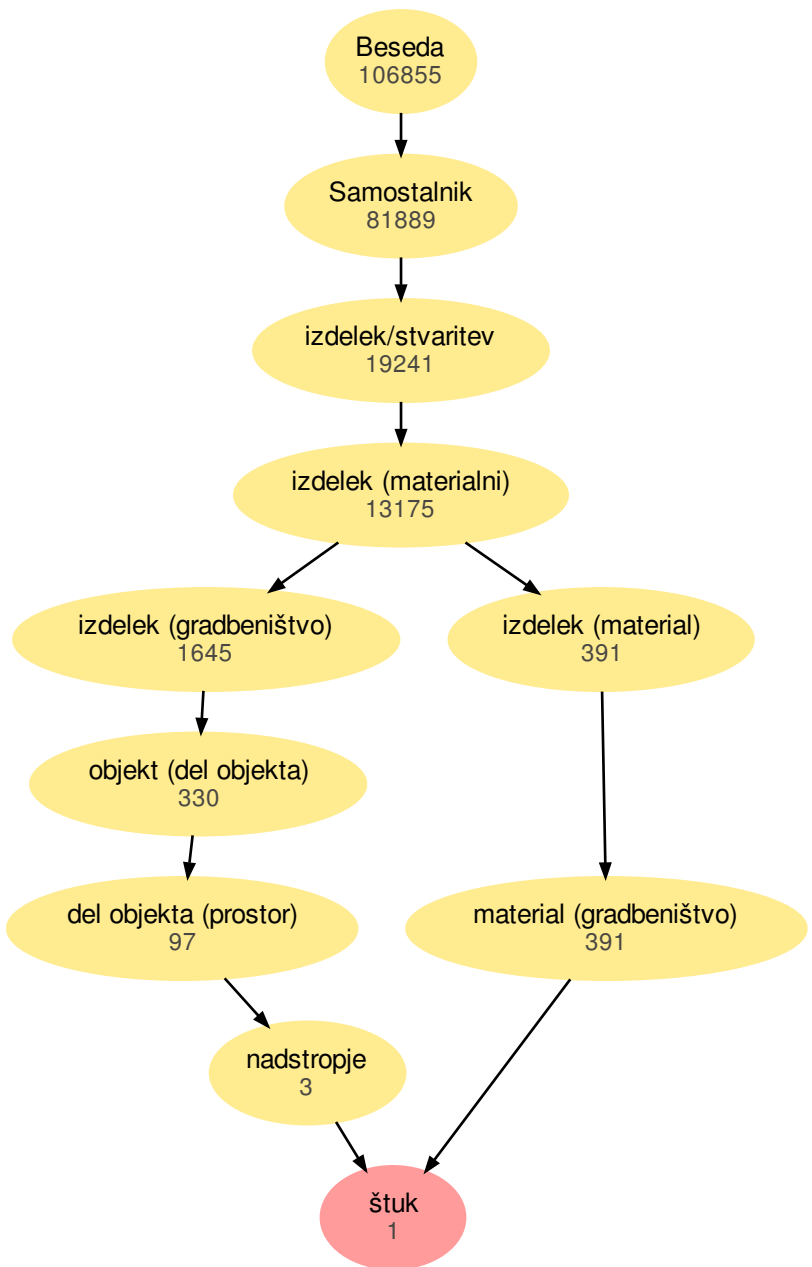 Beseda
106855
Samostalnik
81889
izdelek/stvaritev
19241
izdelek (materialni)
13175
izdelek (gradbeništvo)
1645
izdelek (material)
391
objekt (del objekta)
330
del objekta (prostor)
97
material (gradbeništvo)
391
nadstropje
3
štuk
1